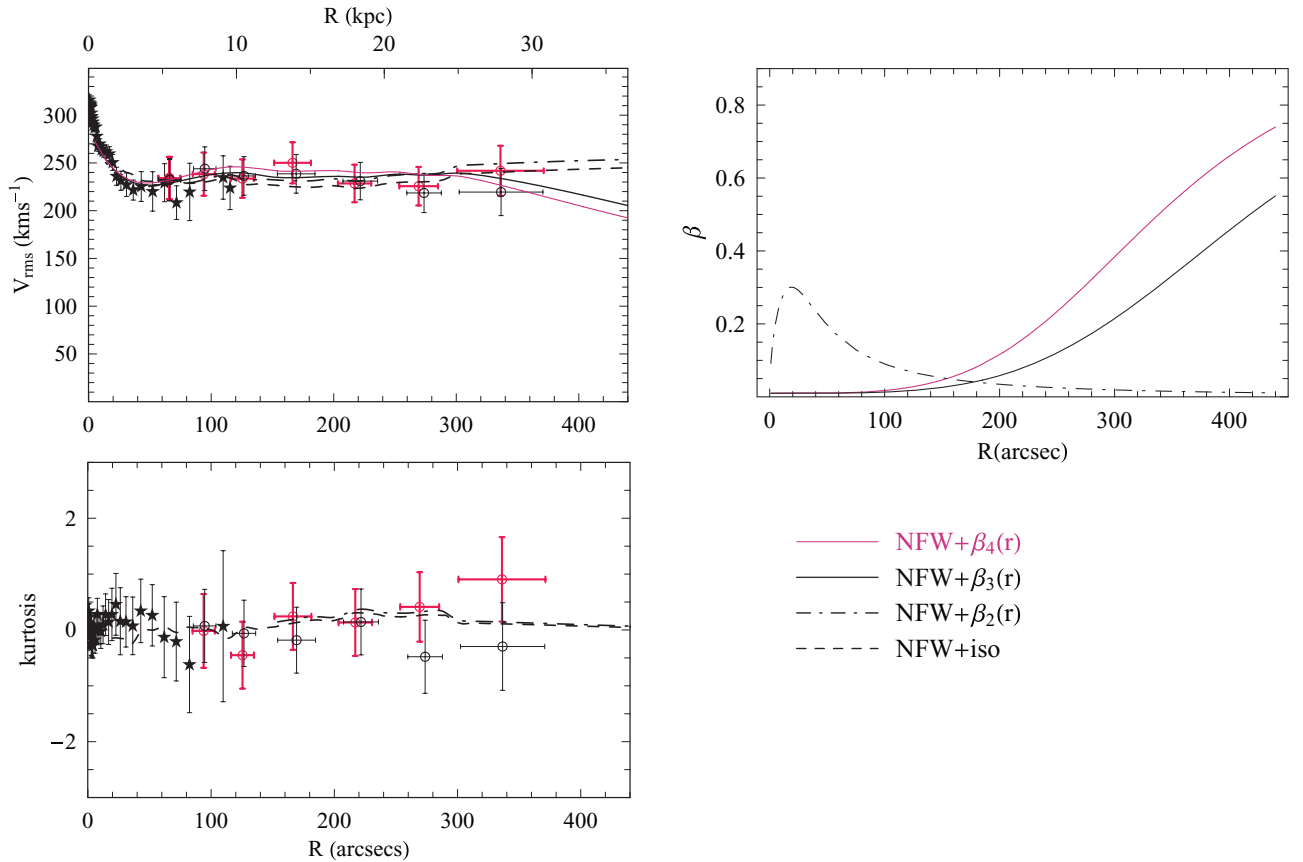 R (kpc)
0 10 20 30
300
250
200
150
100
50
V_rms (kms⁻¹)
0 100 200 300 400
0.8
0.6
0.4
0.2
β
0 100 200 300 400
R(arcsec)
2
0
−2
kurtosis
0 100 200 300 400
R (arcsecs)
NFW+β₄(r)
NFW+β₃(r)
NFW+β₂(r)
NFW+iso